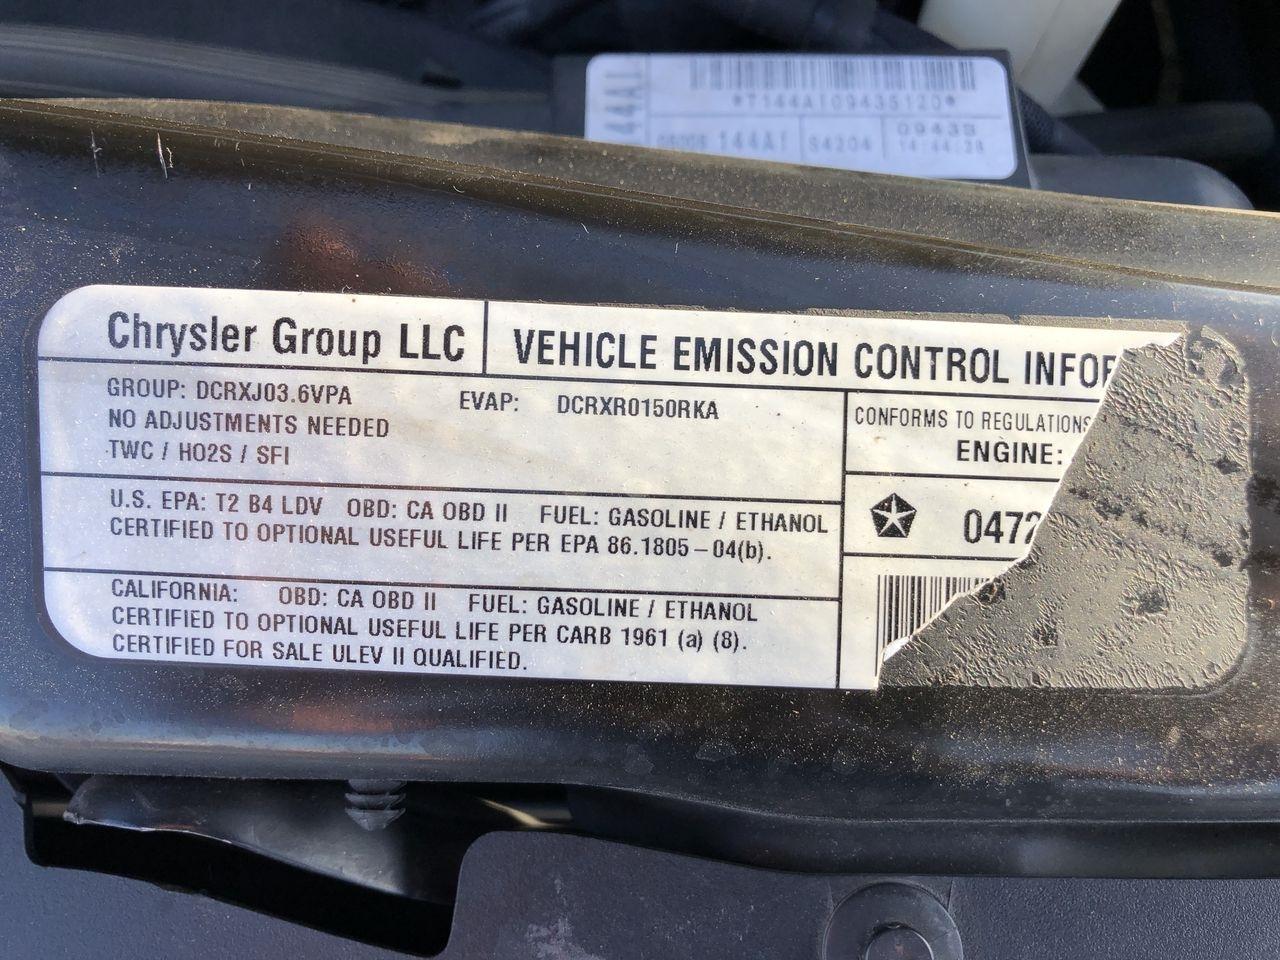 *T144AI09435120*
144AI
S4204
0943S
14:44:28
Chrysler Group LLC
VEHICLE EMISSION CONTROL INFOR
GROUP: DCRXJ03.6VPA EVAP: DCRXR0150RKA
NO ADJUSTMENTS NEEDED
TWC / HO2S / SFI
CONFORMS TO REGULATIONS
ENGINE:
U.S. EPA: T2 B4 LDV OBD: CA OBD II FUEL: GASOLINE / ETHANOL
CERTIFIED TO OPTIONAL USEFUL LIFE PER EPA 86.1805-04(b).
0472
CALIFORNIA: OBD: CA OBD II FUEL: GASOLINE / ETHANOL
CERTIFIED TO OPTIONAL USEFUL LIFE PER CARB 1961 (a) (8).
CERTIFIED FOR SALE ULEV II QUALIFIED.